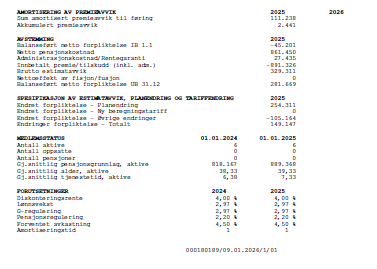 AMORTISERING AV PREMIEAVVIK 2025 2026
Sum amortisert premieavvik til føring 111.238
Akkumulert premieavvik 2.441
AVSTEMMING 2025
Balanseført netto forpliktelse IB 1.1 -45.201
Netto pensjonskostnad 861.450
Administrasjonskostnad/Rentegaranti 27.435
Innbetalt premie/tilskudd (inkl. adm.) -891.326
Brutto estimatavvik 329.311
Nettoeffekt av fisjon/fusjon 0
Balanseført netto forpliktelse UB 31.12 281.669
SPESIFIKASJON AV ESTIMATAVVIK, PLANENDRING OG TARIFFENDRING 2025
Endret forpliktelse - Planendring 254.311
Endret forpliktelse - Ny beregningstariff 0
Endret forpliktelse - Øvrige endringer -105.164
Endringer forpliktelse - Totalt 149.147
MEDLEMSSTATUS 01.01.2024 01.01.2025
Antall aktive 6 6
Antall oppsatte 0 0
Antall pensjoner 0 0
Gj.snittlig pensjonsgrunnlag, aktive 818.167 889.368
Gj.snittlig alder, aktive 38,33 39,33
Gj.snittlig tjenestetid, aktive 6,38 7,33
FORUTSETNINGER 2024 2025
Diskonteringsrente 4,00 % 4,00 %
Lønnsvekst 2,97 % 2,97 %
G-regulering 2,97 % 2,97 %
Pensjonsregulering 2,20 % 2,20 %
Forventet avkastning 4,50 % 4,50 %
Amortiseringstid 1 1
000180189/09.01.2026/1/01